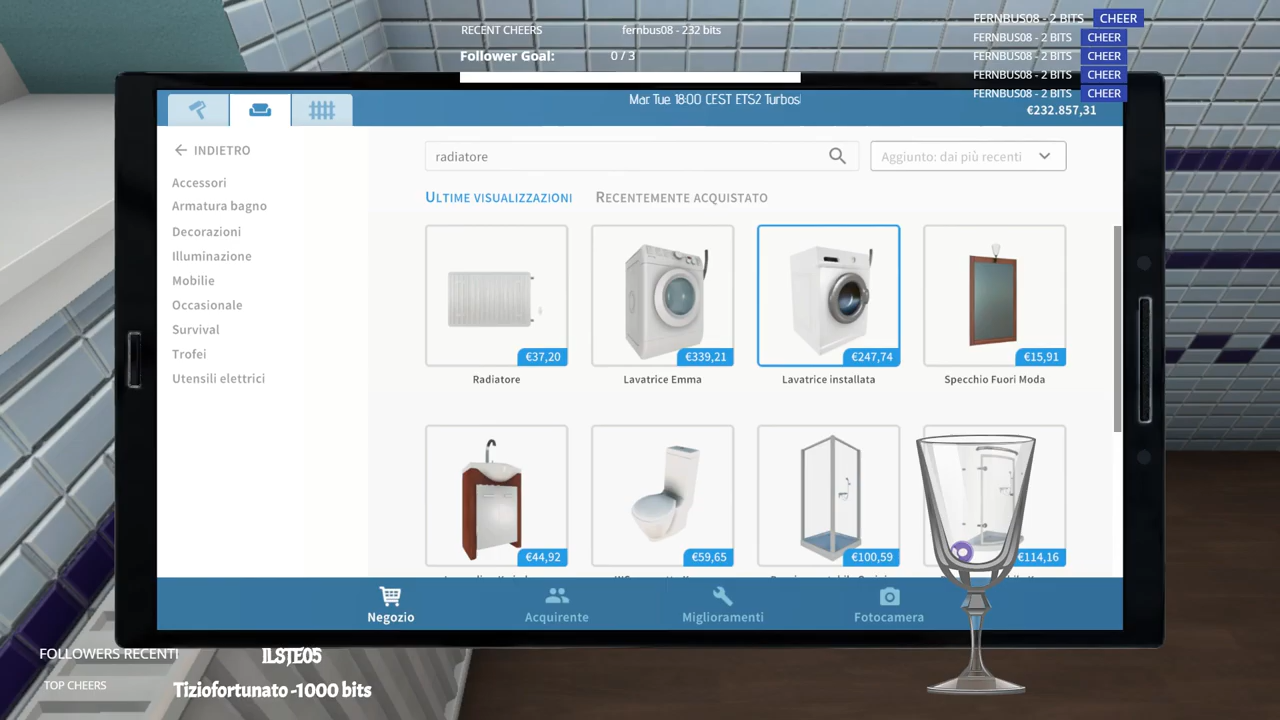 RECENT CHEERS
fernbus08 - 232 bits
Follower Goal:
0 / 3
FERNBUS08 - 2 BITS CHEER
FERNBUS08 - 2 BITS CHEER
FERNBUS08 - 2 BITS CHEER
FERNBUS08 - 2 BITS CHEER
FERNBUS08 - 2 BITS CHEER
Mar Tue 18:00 CEST ETS2 Turbos!
€232.857,31
INDIETRO
Accessori
Armatura bagno
Decorazioni
Illuminazione
Mobilie
Occasionale
Survival
Trofei
Utensili elettrici
radiatore
Aggiunto: dai più recenti
ULTIME VISUALIZZAZIONI
RECENTEMENTE ACQUISTATO
€37,20
€339,21
€247,74
€15,91
Radiatore
Lavatrice Emma
Lavatrice installata
Specchio Fuori Moda
€44,92
€59,65
€100,59
€114,16
Negozio
Acquirente
Miglioramenti
Fotocamera
FOLLOWERS RECENTI
ILSTE05
TOP CHEERS
Tiziofortunato -1000 bits